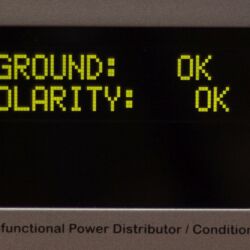 GROUND: OK
OLARITY: OK
functional Power Distributor / Condition